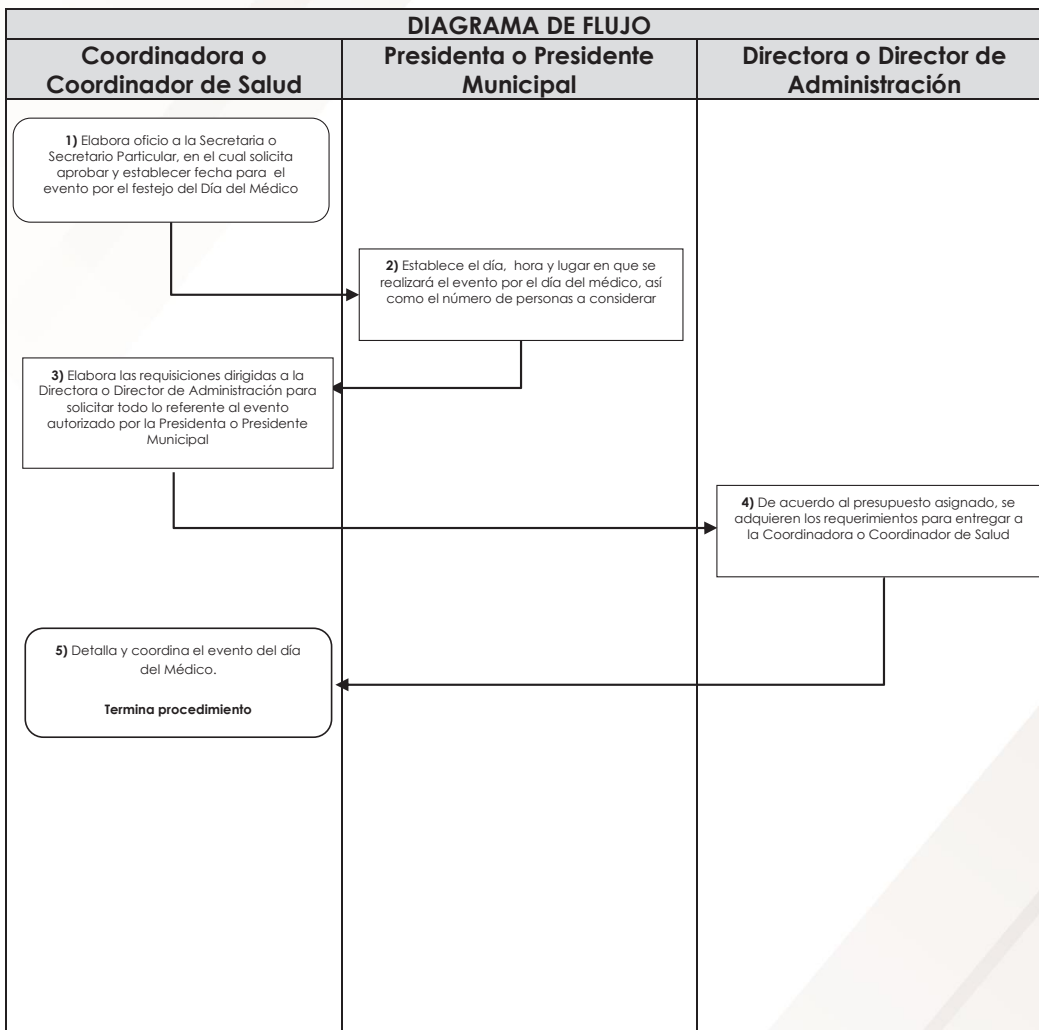 DIAGRAMA DE FLUJO
Coordinadora o
Coordinador de Salud
Presidenta o Presidente
Municipal
Directora o Director de
Administración
1) Elabora oficio a la Secretaria o
Secretario Particular, en el cual solicita
aprobar y establecer fecha para el
evento por el festejo del Día del Médico
2) Establece el día, hora y lugar en que se
realizará el evento por el día del médico, así
como el número de personas a considerar
3) Elabora las requisiciones dirigidas a la
Directora o Director de Administración para
solicitar todo lo referente al evento
autorizado por la Presidenta o Presidente
Municipal
4) De acuerdo al presupuesto asignado, se
adquieren los requerimientos para entregar a
la Coordinadora o Coordinador de Salud
5) Detalla y coordina el evento del día
del Médico.
Termina procedimiento